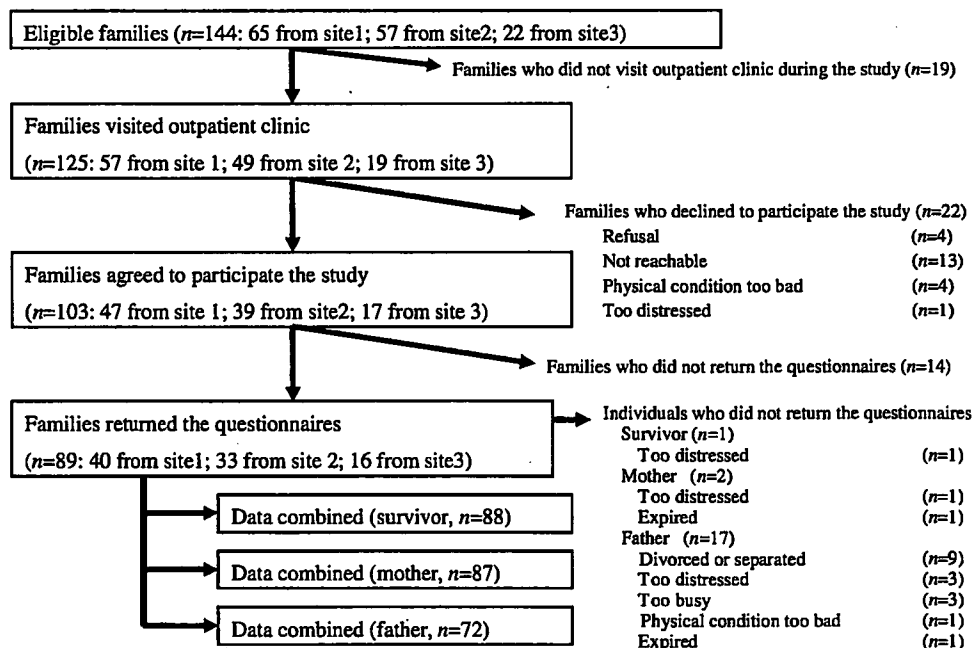 Eligible families (n=144: 65 from site1; 57 from site2; 22 from site3)
Families who did not visit outpatient clinic during the study (n=19)
Families visited outpatient clinic
(n=125: 57 from site 1; 49 from site 2; 19 from site 3)
Families who declined to participate the study (n=22)
Refusal (n=4)
Not reachable (n=13)
Physical condition too bad (n=4)
Too distressed (n=1)
Families agreed to participate the study
(n=103: 47 from site 1; 39 from site2; 17 from site 3)
Families who did not return the questionnaires (n=14)
Families returned the questionnaires
(n=89: 40 from site1; 33 from site 2; 16 from site3)
Individuals who did not return the questionnaires
Survivor (n=1)
Too distressed (n=1)
Mother (n=2)
Too distressed (n=1)
Expired (n=1)
Father (n=17)
Divorced or separated (n=9)
Too distressed (n=3)
Too busy (n=3)
Physical condition too bad (n=1)
Expired (n=1)
Data combined (survivor, n=88)
Data combined (mother, n=87)
Data combined (father, n=72)